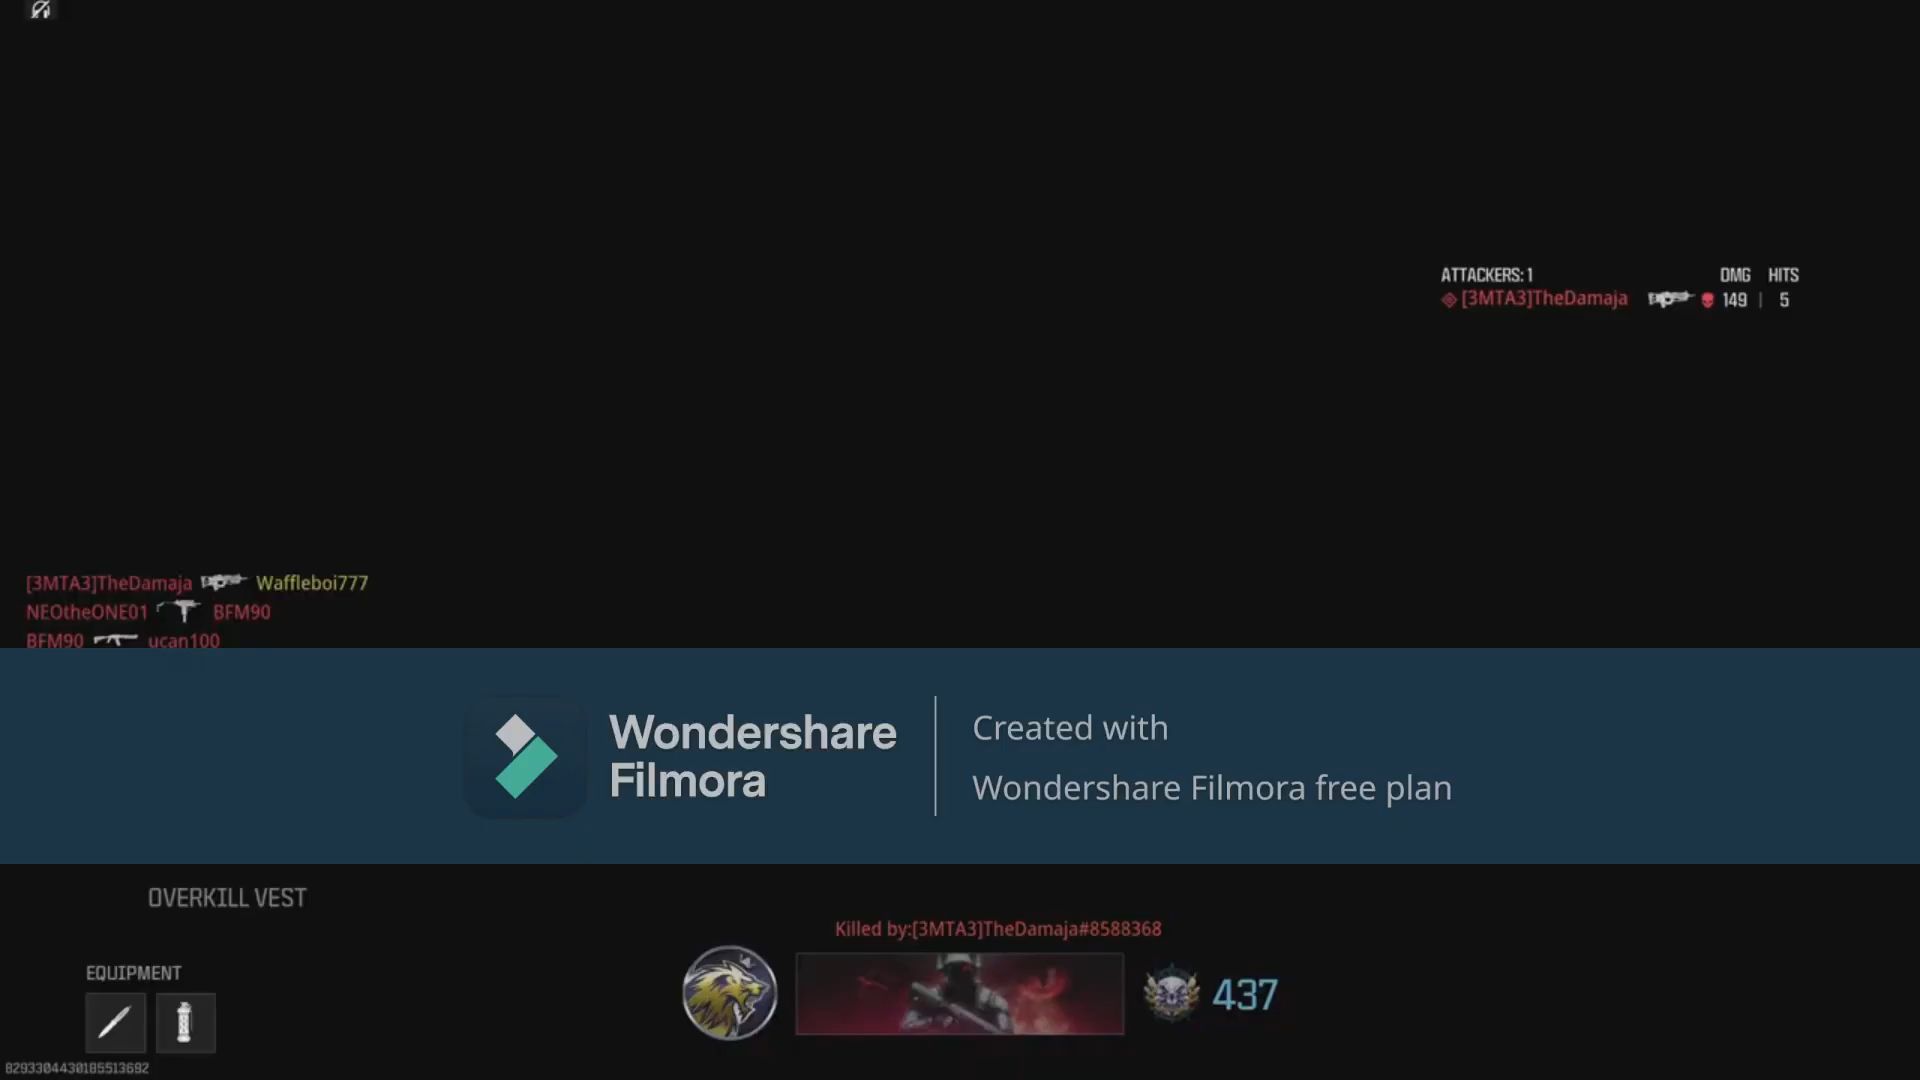 ATTACKERS: 1 DMG HITS
[3MTA3]TheDamaja 149 | 5
[3MTA3]TheDamaja Waffleboi777
NEOtheONE01 BFM90
BFM90 ucan100
Wondershare
Filmora
Created with
Wondershare Filmora free plan
OVERKILL VEST
Killed by:[3MTA3]TheDamaja#8588368
EQUIPMENT
437
8293304430185513692